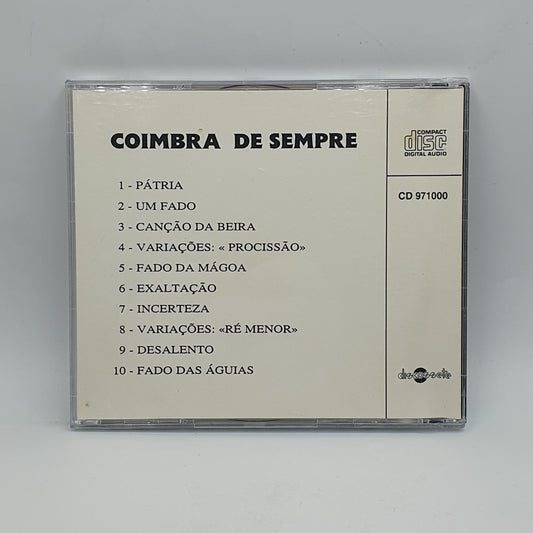 COIMBRA DE SEMPRE
1 - PÁTRIA
2 - UM FADO
3 - CANÇÃO DA BEIRA
4 - VARIAÇÕES: « PROCISSÃO»
5 - FADO DA MÁGOA
6 - EXALTAÇÃO
7 - INCERTEZA
8 - VARIAÇÕES: «RÉ MENOR»
9 - DESALENTO
10 - FADO DAS ÁGUIAS
COMPACT
disc
DIGITAL AUDIO
CD 971000
discossete